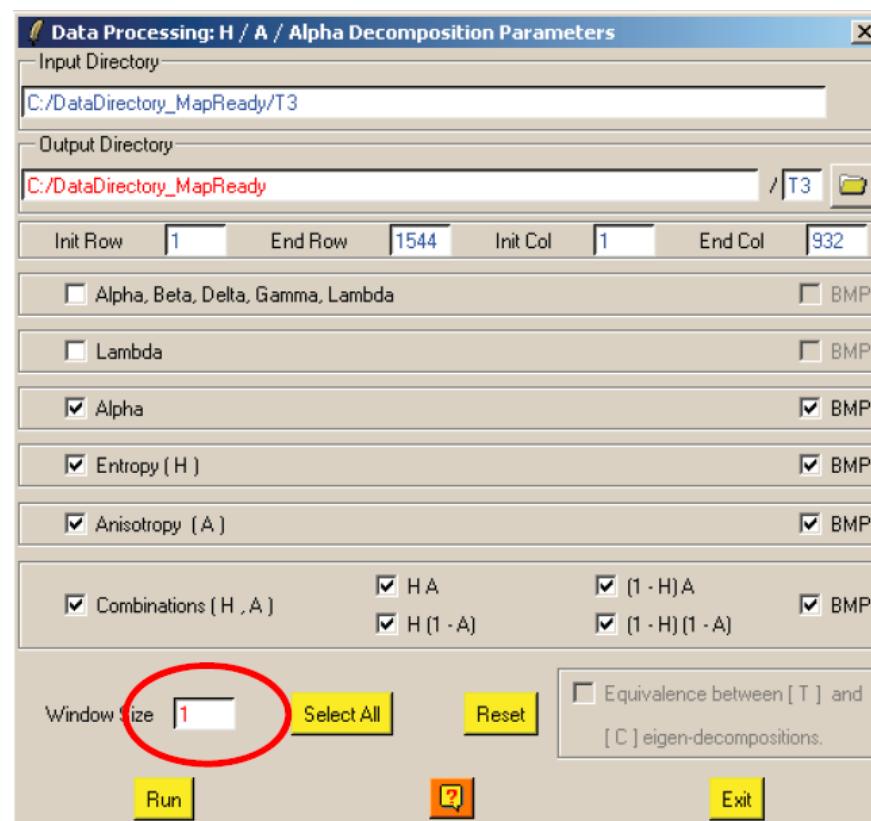 Data Processing: H / A / Alpha Decomposition Parameters
Input Directory
C:/DataDirectory_MapReady/T3
Output Directory
C:/DataDirectory_MapReady / T3
Init Row 1 End Row 1544 Init Col 1 End Col 932
Alpha, Beta, Delta, Gamma, Lambda BMP
Lambda BMP
Alpha BMP
Entropy ( H ) BMP
Anisotropy ( A ) BMP
H A (1 - H) A
Combinations ( H , A ) BMP
H (1 - A) (1 - H) (1 - A)
Equivalence between [ T ] and
Window Size 1 Select All Reset
[ C ] eigen-decompositions.
Run ? Exit